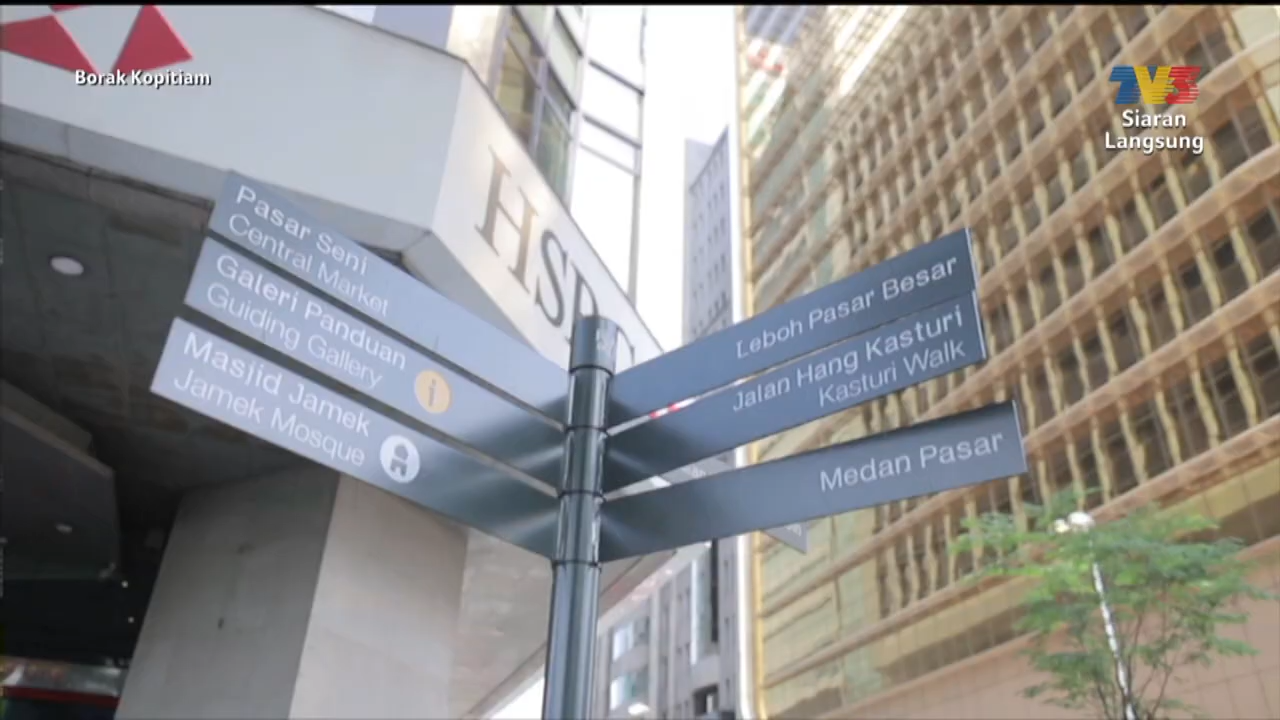 Borak Kopitiam
TV3
Siaran
Langsung
HSB
Pasar Seni
Central Market
Galeri Panduan
Guiding Gallery
i
Masjid Jamek
Jamek Mosque
Leboh Pasar Besar
Jalan Hang Kasturi
Kasturi Walk
Medan Pasar